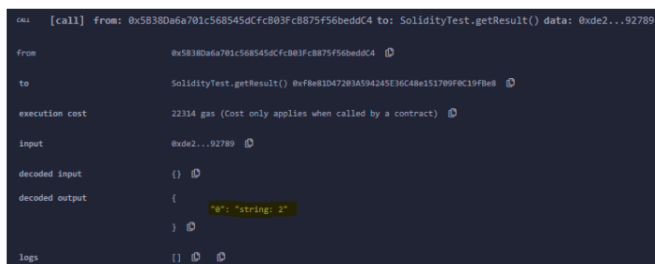 CALL [call] from: 0x5B38Da6a701c568545dCfcB03FcB875f56beddC4 to: SolidityTest.getResult() data: 0xde2...92789
from 0x5B38Da6a701c568545dCfcB03FcB875f56beddC4
to SolidityTest.getResult() 0xf8e81D47203A594245E36C48e151709F0C19fBe8
execution cost 22314 gas (Cost only applies when called by a contract)
input 0xde2...92789
decoded input {}
decoded output {
"0": "string: 2"
}
logs []